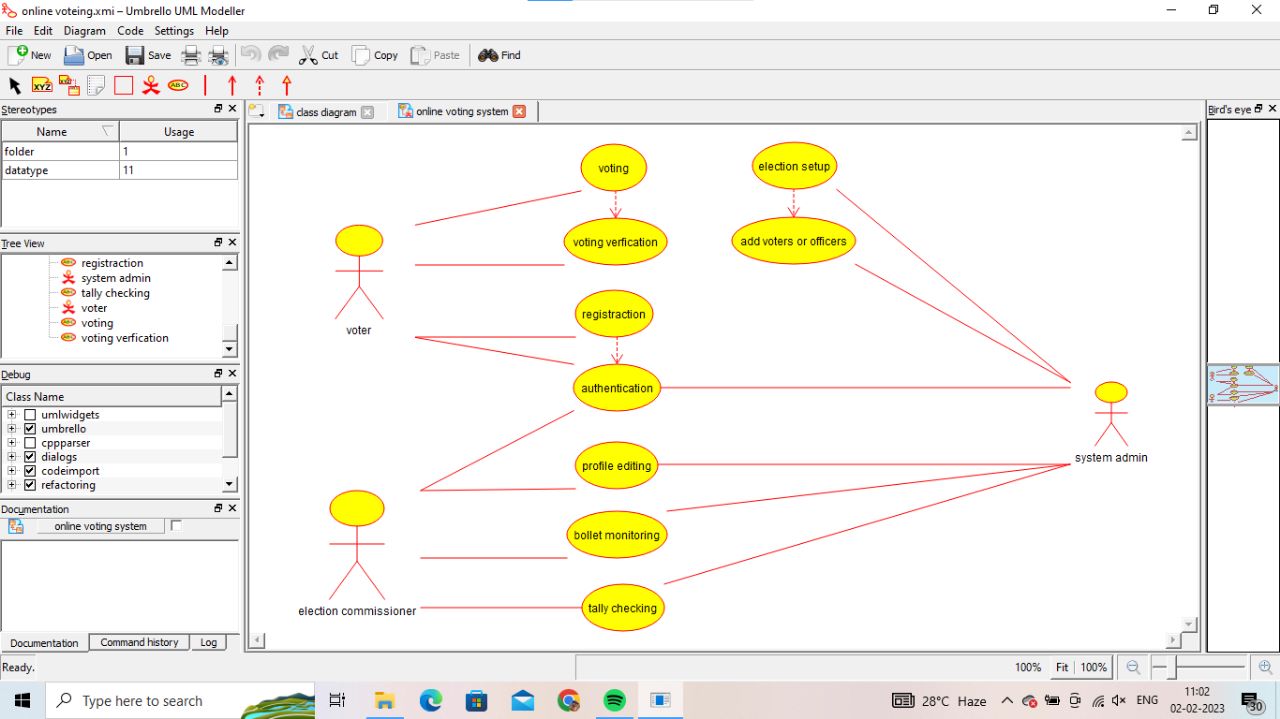 online voteing.xmi – Umbrello UML Modeller
File Edit Diagram Code Settings Help
New Open Save Cut Copy Paste Find
XYZ ABC
Stereotypes
Name Usage
folder 1
datatype 11
Tree View
registraction
system admin
tally checking
voter
voting
voting verfication
Debug
Class Name
umlwidgets
umbrello
cppparser
dialogs
codeimport
refactoring
Documentation
online voting system
Documentation Command history Log
class diagram online voting system
voting
election setup
voting verfication
add voters or officers
voter
registraction
authentication
system admin
profile editing
bollet monitoring
election commissioner
tally checking
Bird's eye
Ready.
100% Fit 100%
Type here to search
28°C Haze
ENG
11:02
02-02-2023
30